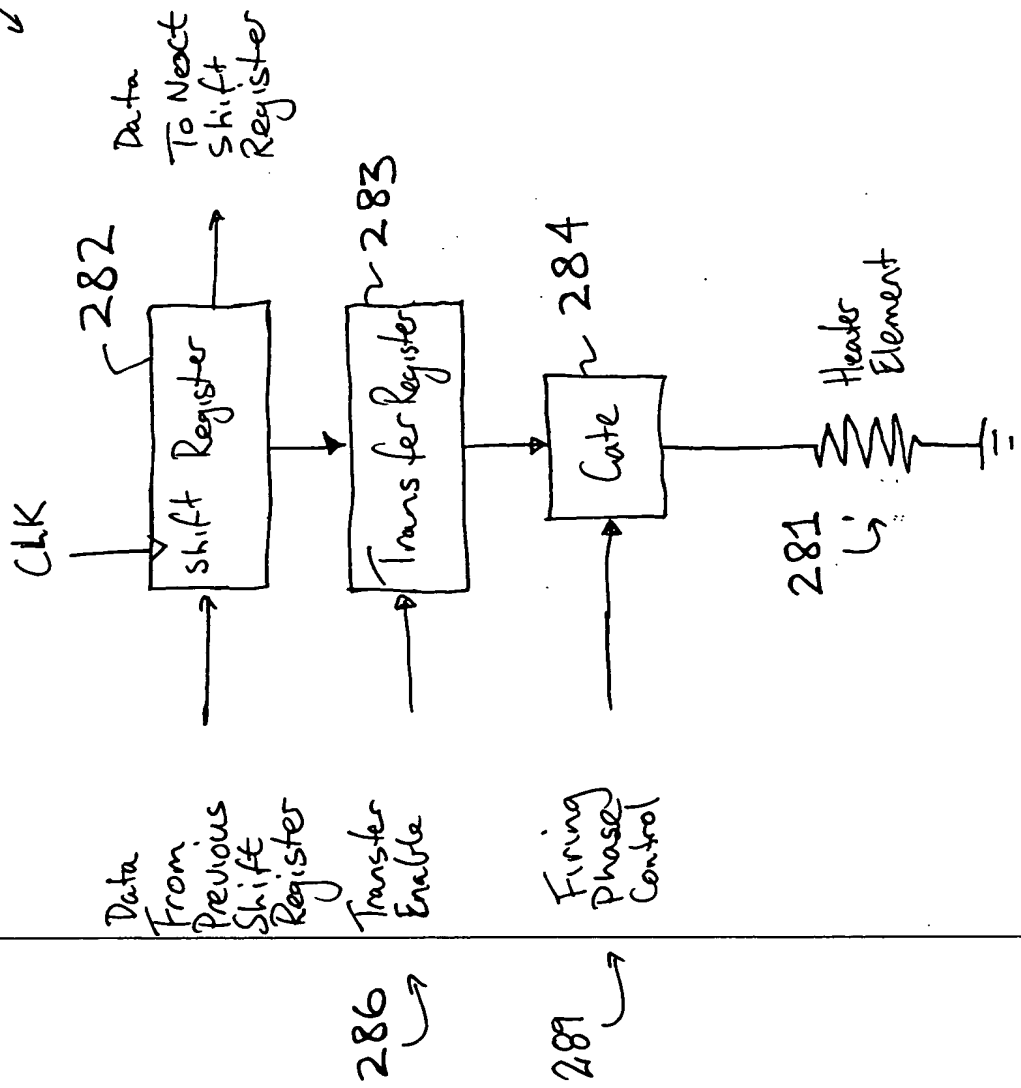 CLK
282
Data
To Next
Shift
Register
Shift Register
Data
From
Previous
Shift
Register
283
Transfer Register
286
Transfer
Enable
284
Gate
289
Firing
Phase
Control
281
Heater
Element